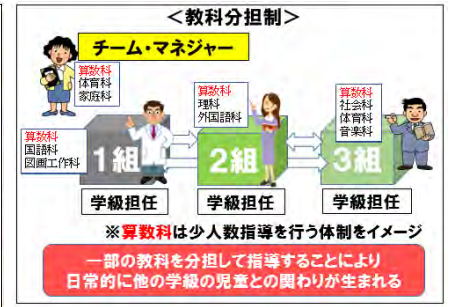 ＜教科分担制＞
チーム・マネジャー
算数科
体育科
家庭科
算数科
国語科
図画工作科
算数科
理科
外国語科
算数科
社会科
体育科
音楽科
1組
2組
3組
学級担任
学級担任
学級担任
※算数科は少人数指導を行う体制をイメージ
一部の教科を分担して指導することにより
日常的に他の学級の児童との関わりが生まれる